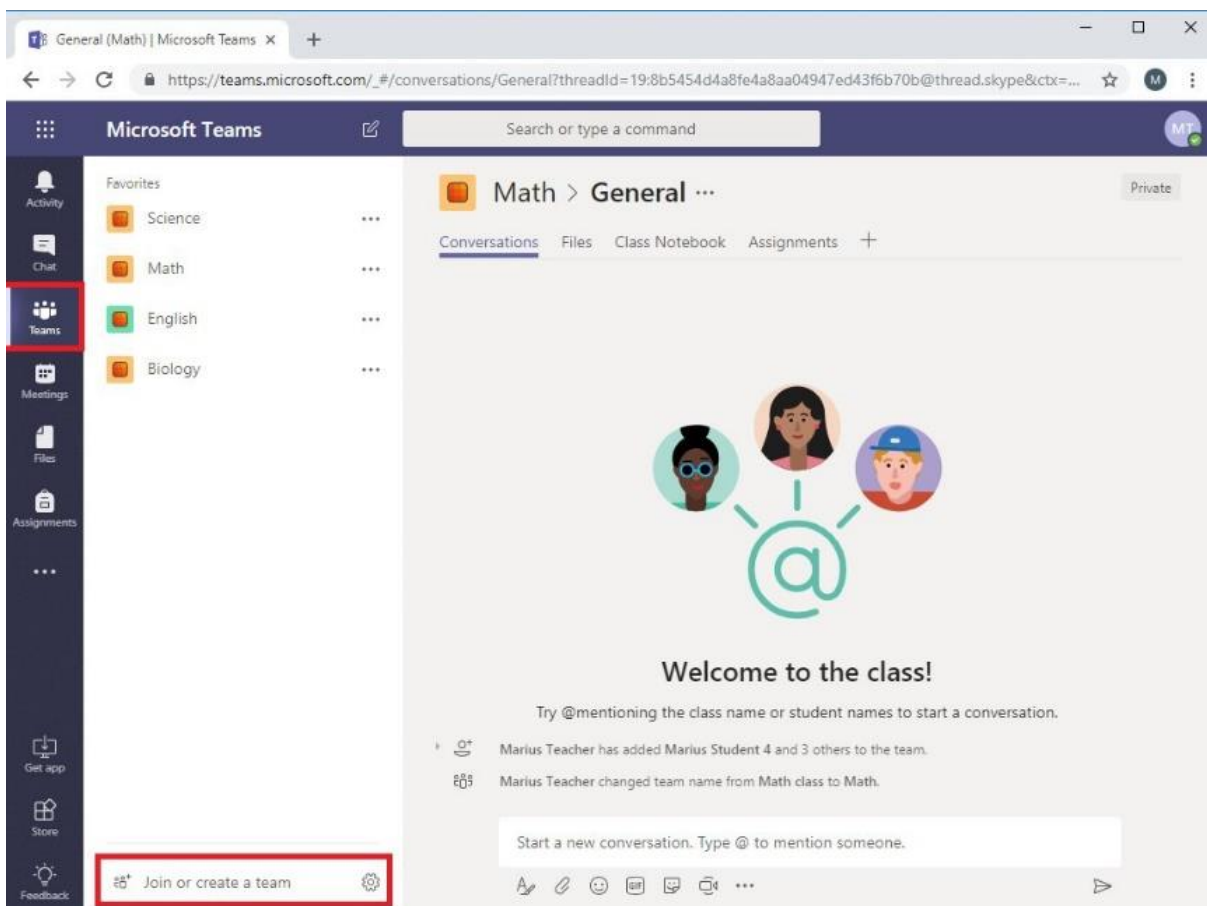 General (Math) | Microsoft Teams
https://teams.microsoft.com/_#/conversations/General?threadId=19:8b5454d4a8fe4a8aa04947ed43f6b70b@thread.skype&ctx=...
M
Microsoft Teams
Search or type a command
MT
Activity
Chat
Teams
Meetings
Files
Assignments
Get app
Store
Feedback
Favorites
Science
Math
English
Biology
Join or create a team
Math > General
Private
Conversations Files Class Notebook Assignments
@
Welcome to the class!
Try @mentioning the class name or student names to start a conversation.
Marius Teacher has added Marius Student 4 and 3 others to the team.
Marius Teacher changed team name from Math class to Math.
Start a new conversation. Type @ to mention someone.
GIF